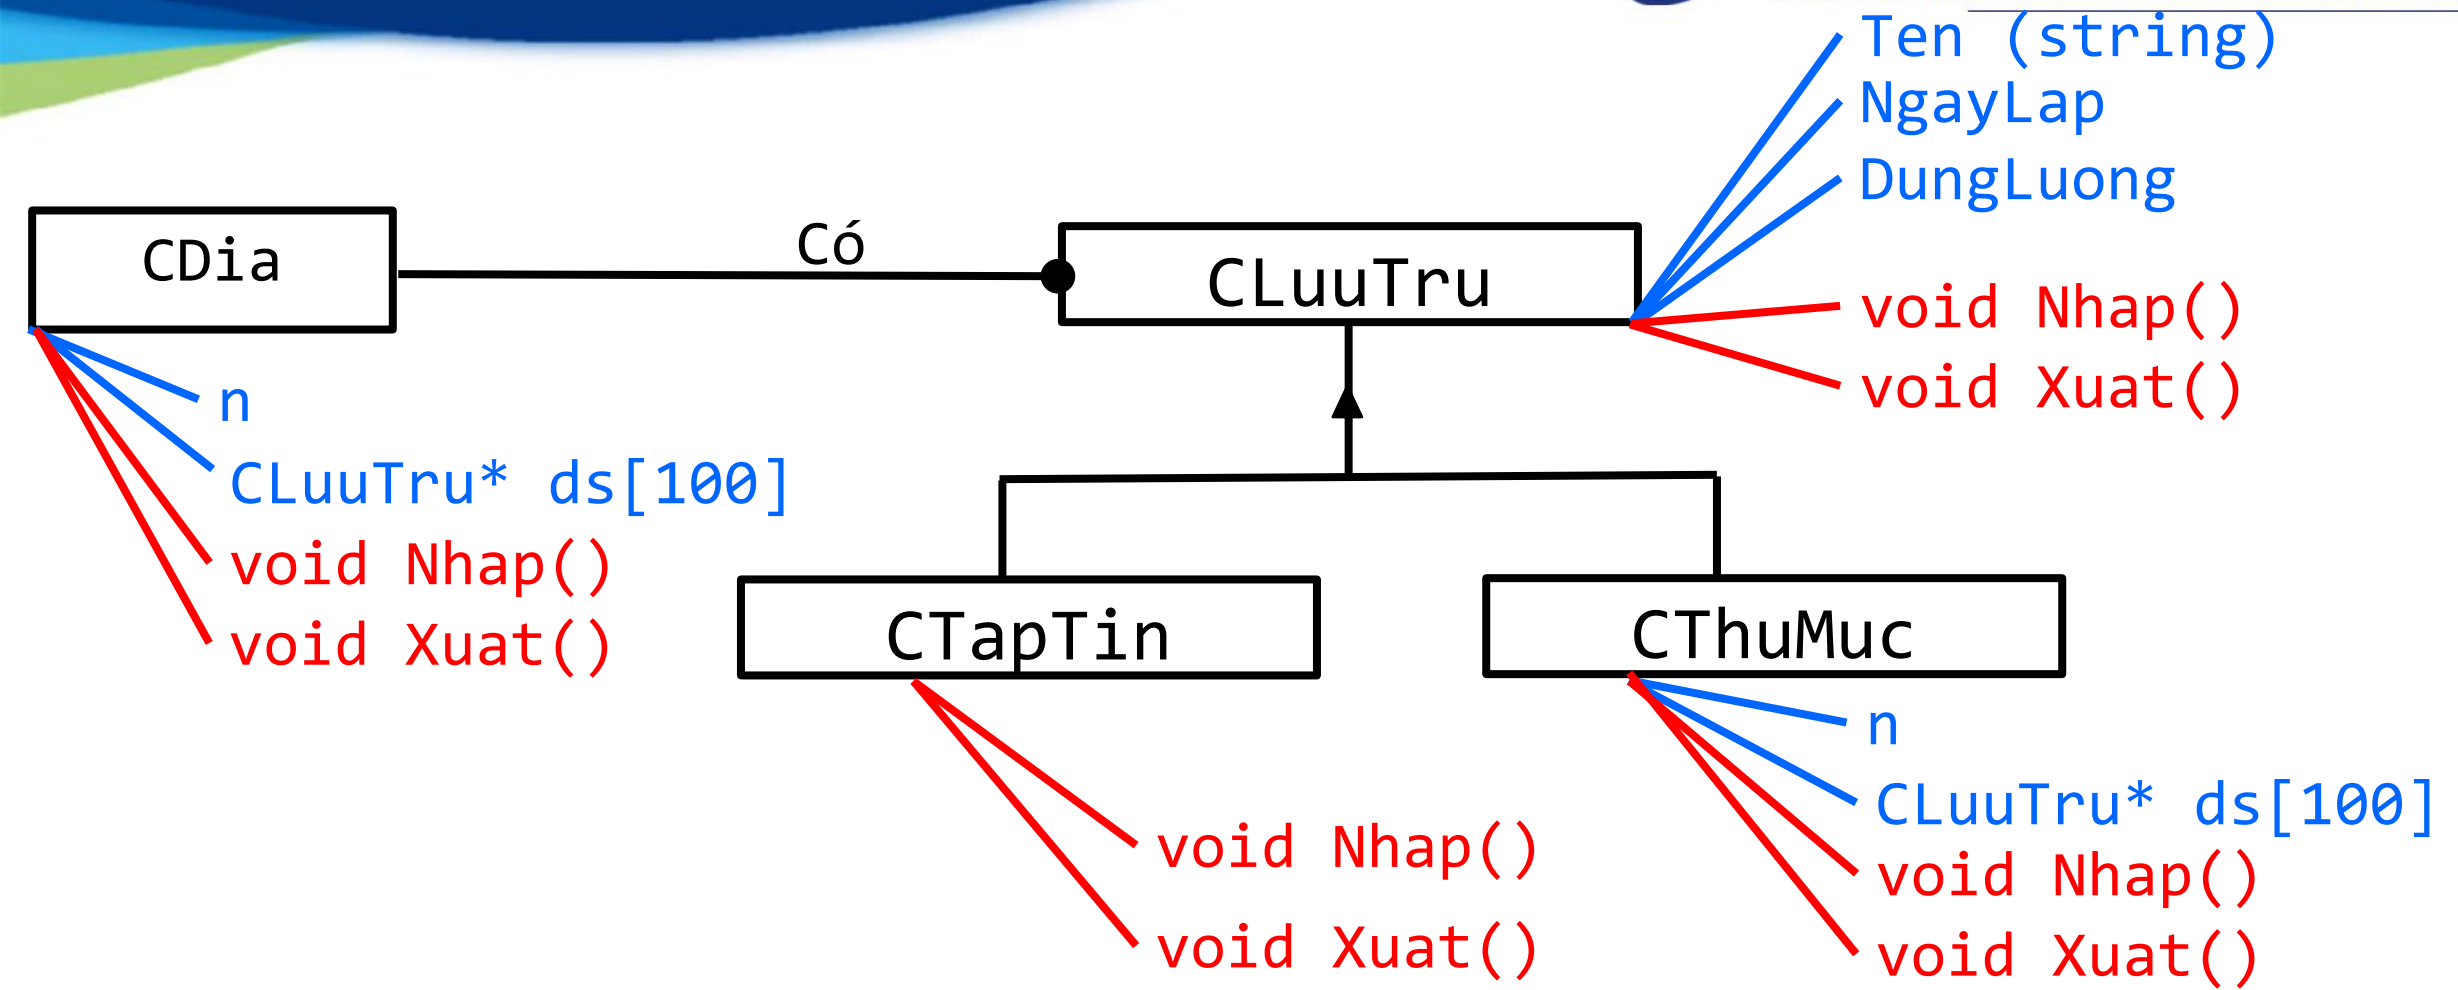 Ten (string)
NgayLap
DungLuong
void Nhap()
void Xuat()
CDia
Có
CLuuTru
n
CLuuTru* ds[100]
void Nhap()
void Xuat()
CTapTin
void Nhap()
void Xuat()
CThuMuc
n
CLuuTru* ds[100]
void Nhap()
void Xuat()